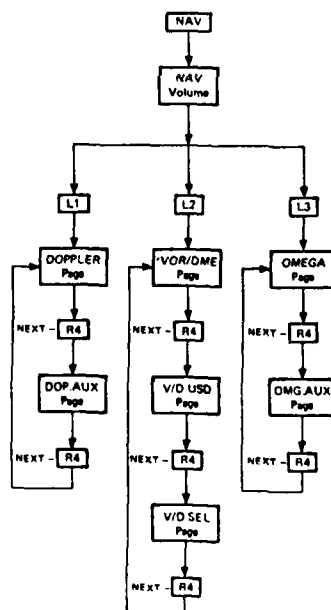 NAV
NAV
Volume
L1
L2
L3
DOPPLER
Page
VOR/DME
Page
OMEGA
Page
NEXT – R4
NEXT – R4
NEXT – R4
DOP.AUX
Page
V/D USD
Page
OMG.AUX
Page
NEXT – R4
NEXT – R4
NEXT – R4
V/D SEL
Page
NEXT – R4